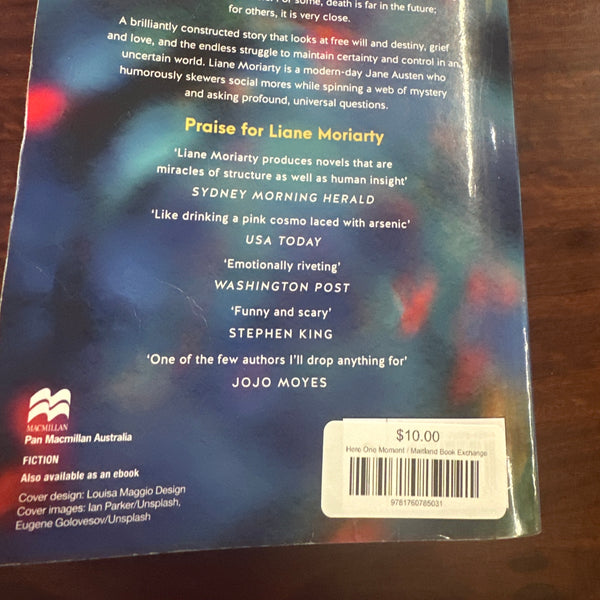 some, death is far in the future;
for others, it is very close.
A brilliantly constructed story that looks at free will and destiny, grief
and love, and the endless struggle to maintain certainty and control in an
uncertain world. Liane Moriarty is a modern-day Jane Austen who
humorously skewers social mores while spinning a web of mystery
and asking profound, universal questions.
Praise for Liane Moriarty
‘Liane Moriarty produces novels that are
miracles of structure as well as human insight’
SYDNEY MORNING HERALD
‘Like drinking a pink cosmo laced with arsenic’
USA TODAY
‘Emotionally riveting’
WASHINGTON POST
‘Funny and scary’
STEPHEN KING
‘One of the few authors I’ll drop anything for’
JOJO MOYES
MACMILLAN
Pan Macmillan Australia
FICTION
Also available as an ebook
Cover design: Louisa Maggio Design
Cover images: Ian Parker/Unsplash,
Eugene Golovesov/Unsplash
$10.00
Here One Moment / Maitland Book Exchange
9781760785031